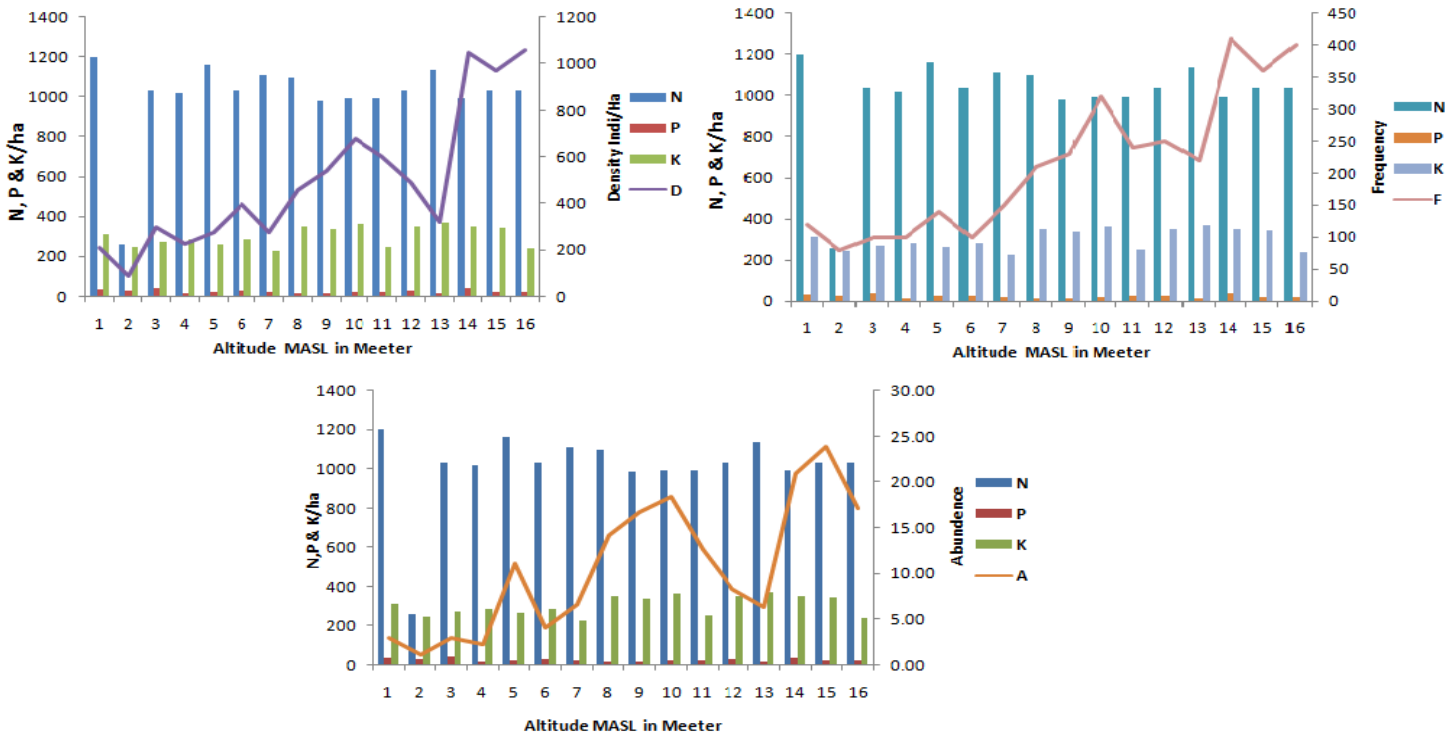 1400
1200
1000
800
600
400
200
0
N, P & K/ha
1 2 3 4 5 6 7 8 9 10 11 12 13 14 15 16
Altitude MASL in Meeter
1200
1000
800
600
400
200
0
Density Indi/Ha
N
P
K
D
1400
1200
1000
800
600
400
200
0
N, P & K/ha
1 2 3 4 5 6 7 8 9 10 11 12 13 14 15 16
Altitude MASL in Meeter
450
400
350
300
250
200
150
100
50
0
Frequency
N
P
K
F
1400
1200
1000
800
600
400
200
0
N,P & K/ha
1 2 3 4 5 6 7 8 9 10 11 12 13 14 15 16
Altitude MASL in Meeter
30.00
25.00
20.00
15.00
10.00
5.00
0.00
Abundence
N
P
K
A